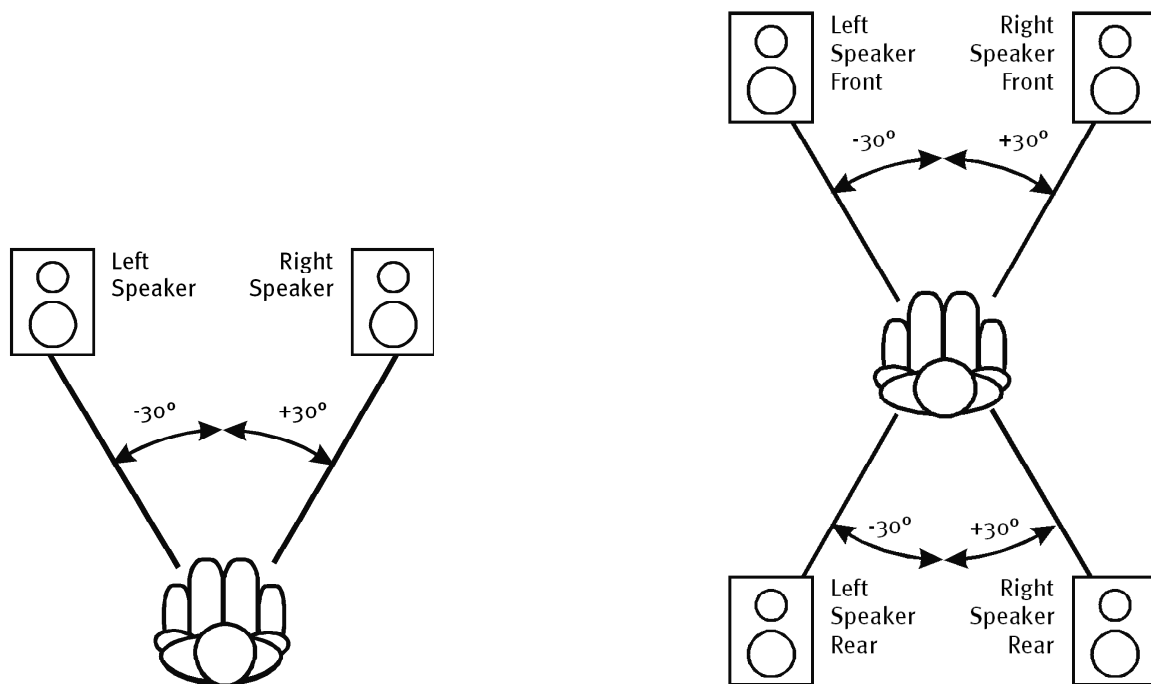 Left
Speaker
Right
Speaker
-30°
+30°
Left
Speaker
Front
Right
Speaker
Front
-30°
+30°
-30°
+30°
Left
Speaker
Rear
Right
Speaker
Rear